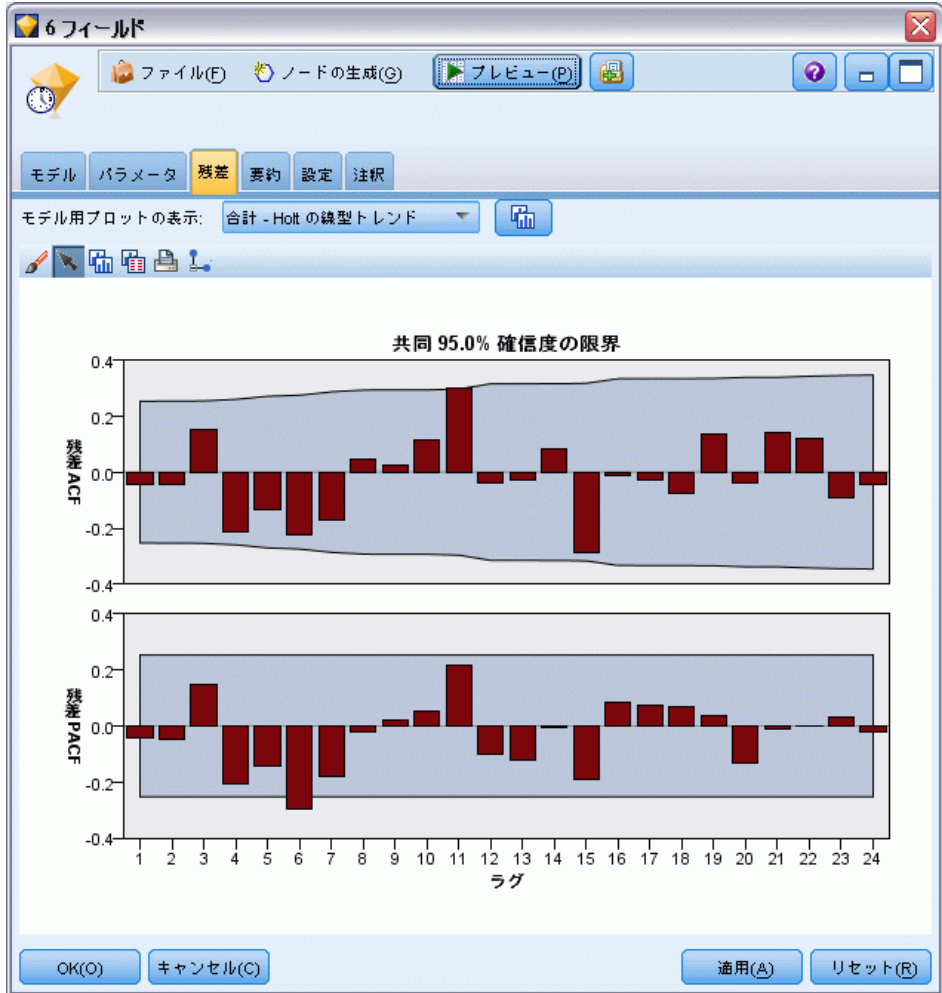 6 フィールド
ファイル(F) ノードの生成(G) プレビュー(P)
モデル パラメータ 残差 要約 設定 注釈
モデル用プロットの表示: 合計 - Holt の線型トレンド
共同 95.0% 確信度の限界
0.4
0.2
0.0
-0.2
-0.4
残差 ACF
0.4
0.2
0.0
-0.2
-0.4
残差 PACF
1 2 3 4 5 6 7 8 9 10 11 12 13 14 15 16 17 18 19 20 21 22 23 24
ラグ
OK(O) キャンセル(C) 適用(A) リセット(R)